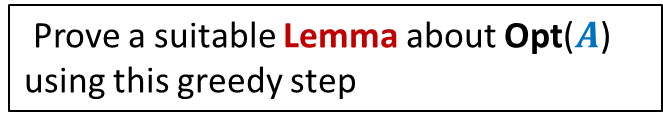 Prove a suitable Lemma about Opt(A)
using this greedy step